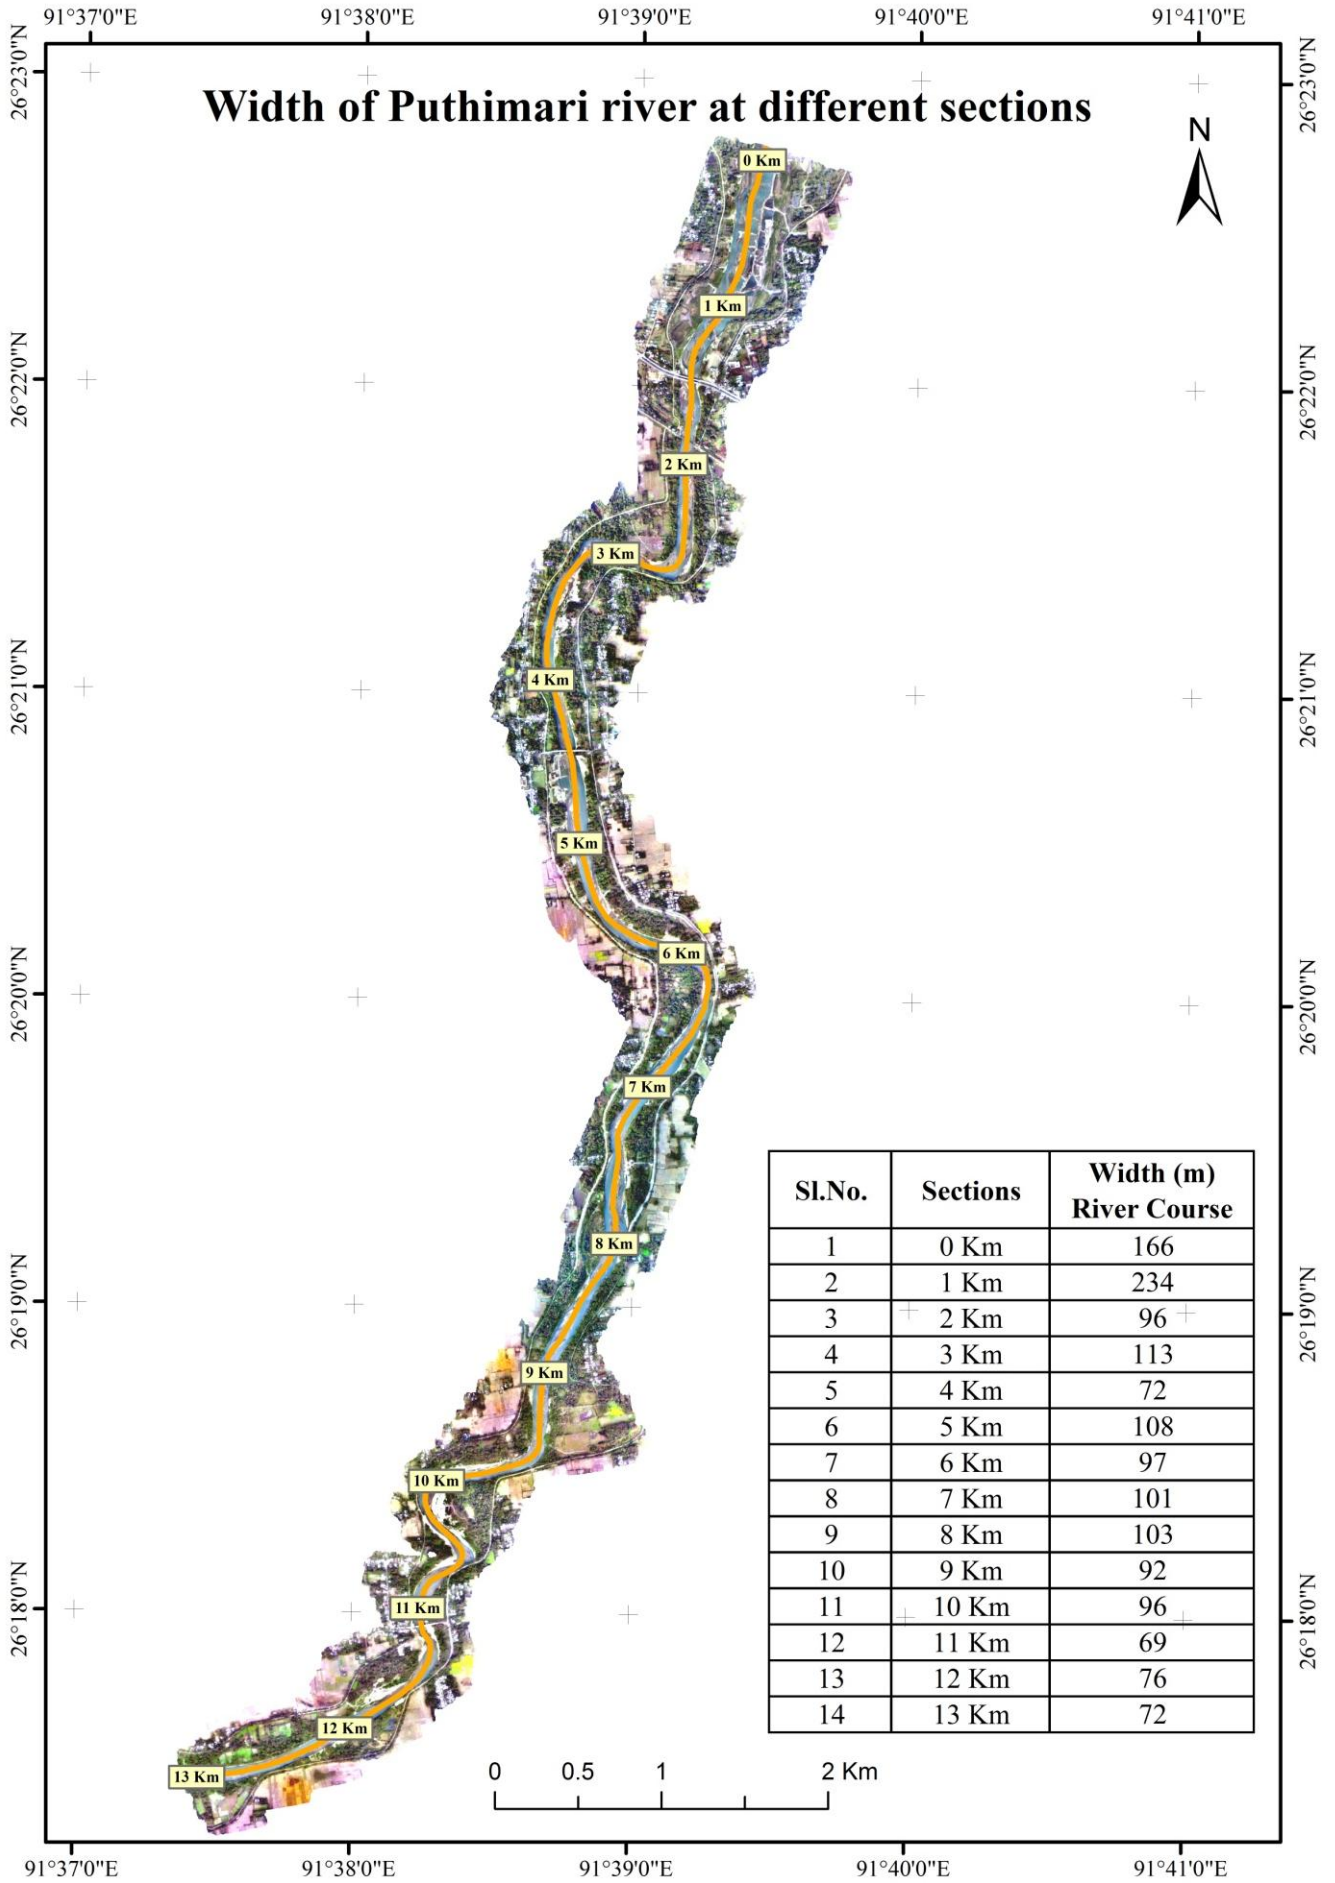 91°37'0"E 91°38'0"E 91°39'0"E 91°40'0"E 91°41'0"E
26°23'0"N
26°23'0"N
Width of Puthimari river at different sections
N
0 Km
1 Km
26°22'0"N
26°22'0"N
2 Km
3 Km
4 Km
26°21'0"N
26°21'0"N
5 Km
6 Km
26°20'0"N
26°20'0"N
7 Km
8 Km
26°19'0"N
26°19'0"N
9 Km
10 Km
11 Km
26°18'0"N
26°18'0"N
12 Km
13 Km
Sl.No. Sections Width (m) River Course
1 0 Km 166
2 1 Km 234
3 2 Km 96
4 3 Km 113
5 4 Km 72
6 5 Km 108
7 6 Km 97
8 7 Km 101
9 8 Km 103
10 9 Km 92
11 10 Km 96
12 11 Km 69
13 12 Km 76
14 13 Km 72
0 0.5 1 2 Km
91°37'0"E 91°38'0"E 91°39'0"E 91°40'0"E 91°41'0"E